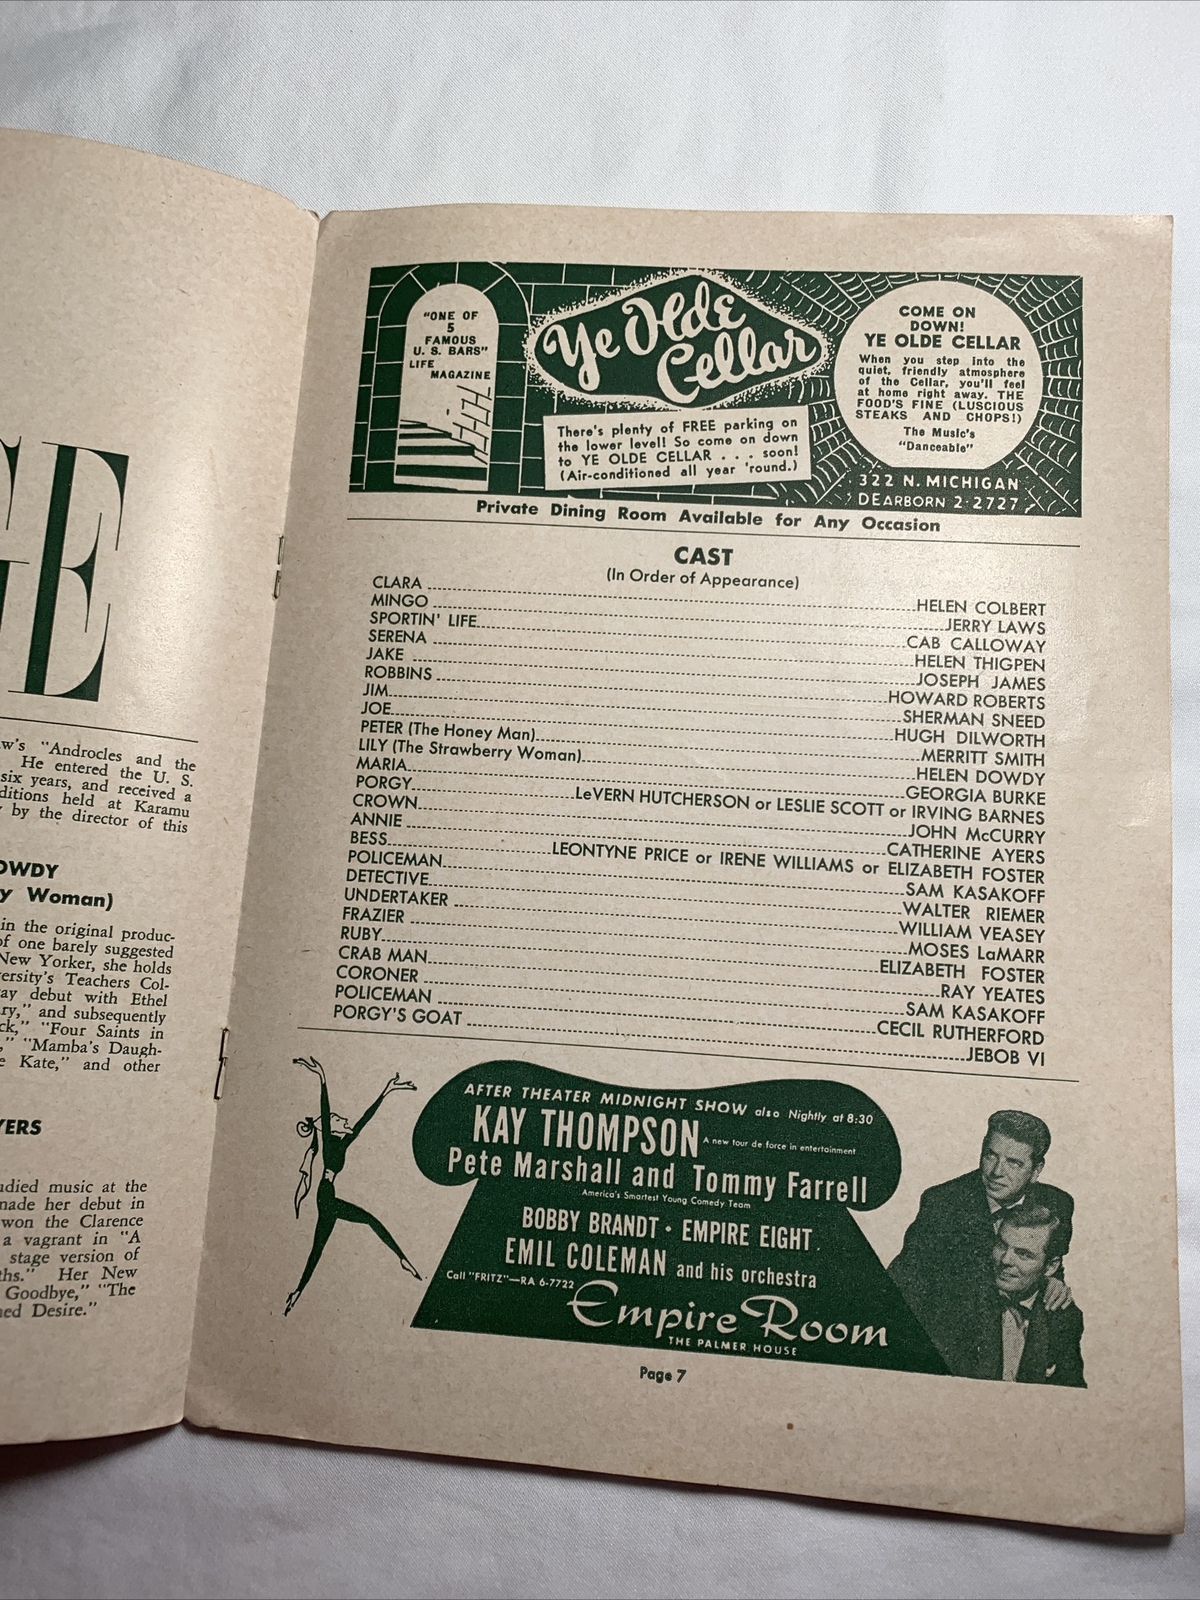 GE
w's "Androcles and the
. He entered the U. S.
six years, and received a
ditions held at Karamu
by the director of this
OWDY
y Woman)
in the original produc-
of one barely suggested
New Yorker, she holds
ersity's Teachers Col-
ay debut with Ethel
ry," and subsequently
ck," "Four Saints in
," "Mamba's Daugh-
e Kate," and other
YERS
udied music at the
made her debut in
won the Clarence
a vagrant in "A
stage version of
ths." Her New
Goodbye," "The
ned Desire."
"ONE OF
5
FAMOUS
U. S. BARS"
LIFE
MAGAZINE
Ye Olde
Cellar
There's plenty of FREE parking on
the lower level! So come on down
to YE OLDE CELLAR . . . soon!
(Air-conditioned all year 'round.)
COME ON
DOWN!
YE OLDE CELLAR
When you step into the
quiet, friendly atmosphere
of the Cellar, you'll feel
at home right away. THE
FOOD'S FINE (LUSCIOUS
STEAKS AND CHOPS!)
The Music's
"Danceable"
322 N. MICHIGAN
DEARBORN 2-2727
Private Dining Room Available for Any Occasion
CAST
(In Order of Appearance)
CLARA HELEN COLBERT
MINGO JERRY LAWS
SPORTIN' LIFE CAB CALLOWAY
SERENA HELEN THIGPEN
JAKE JOSEPH JAMES
ROBBINS HOWARD ROBERTS
JIM SHERMAN SNEED
JOE HUGH DILWORTH
PETER (The Honey Man) MERRITT SMITH
LILY (The Strawberry Woman) HELEN DOWDY
MARIA GEORGIA BURKE
PORGY LeVERN HUTCHERSON or LESLIE SCOTT or IRVING BARNES
CROWN JOHN McCURRY
ANNIE CATHERINE AYERS
BESS LEONTYNE PRICE or IRENE WILLIAMS or ELIZABETH FOSTER
POLICEMAN SAM KASAKOFF
DETECTIVE WALTER RIEMER
UNDERTAKER WILLIAM VEASEY
FRAZIER MOSES LaMARR
RUBY ELIZABETH FOSTER
CRAB MAN RAY YEATES
CORONER SAM KASAKOFF
POLICEMAN CECIL RUTHERFORD
PORGY'S GOAT JEBOB VI
AFTER THEATER MIDNIGHT SHOW also Nightly at 8:30
KAY THOMPSON A new tour de force in entertainment
Pete Marshall and Tommy Farrell
America's Smartest Young Comedy Team
BOBBY BRANDT • EMPIRE EIGHT
EMIL COLEMAN and his orchestra
Call "FRITZ"—RA 6-7722
Empire Room
THE PALMER HOUSE
Page 7